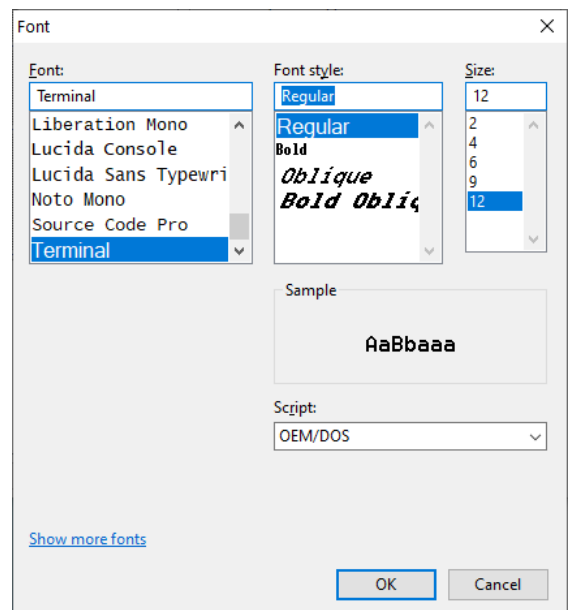 Font
Font:
Terminal
Liberation Mono
Lucida Console
Lucida Sans Typewri
Noto Mono
Source Code Pro
Terminal
Font style:
Regular
Regular
Bold
Oblique
Bold Obliq
Size:
12
2
4
6
9
12
Sample
AaBbaaa
Script:
OEM/DOS
Show more fonts
OK
Cancel